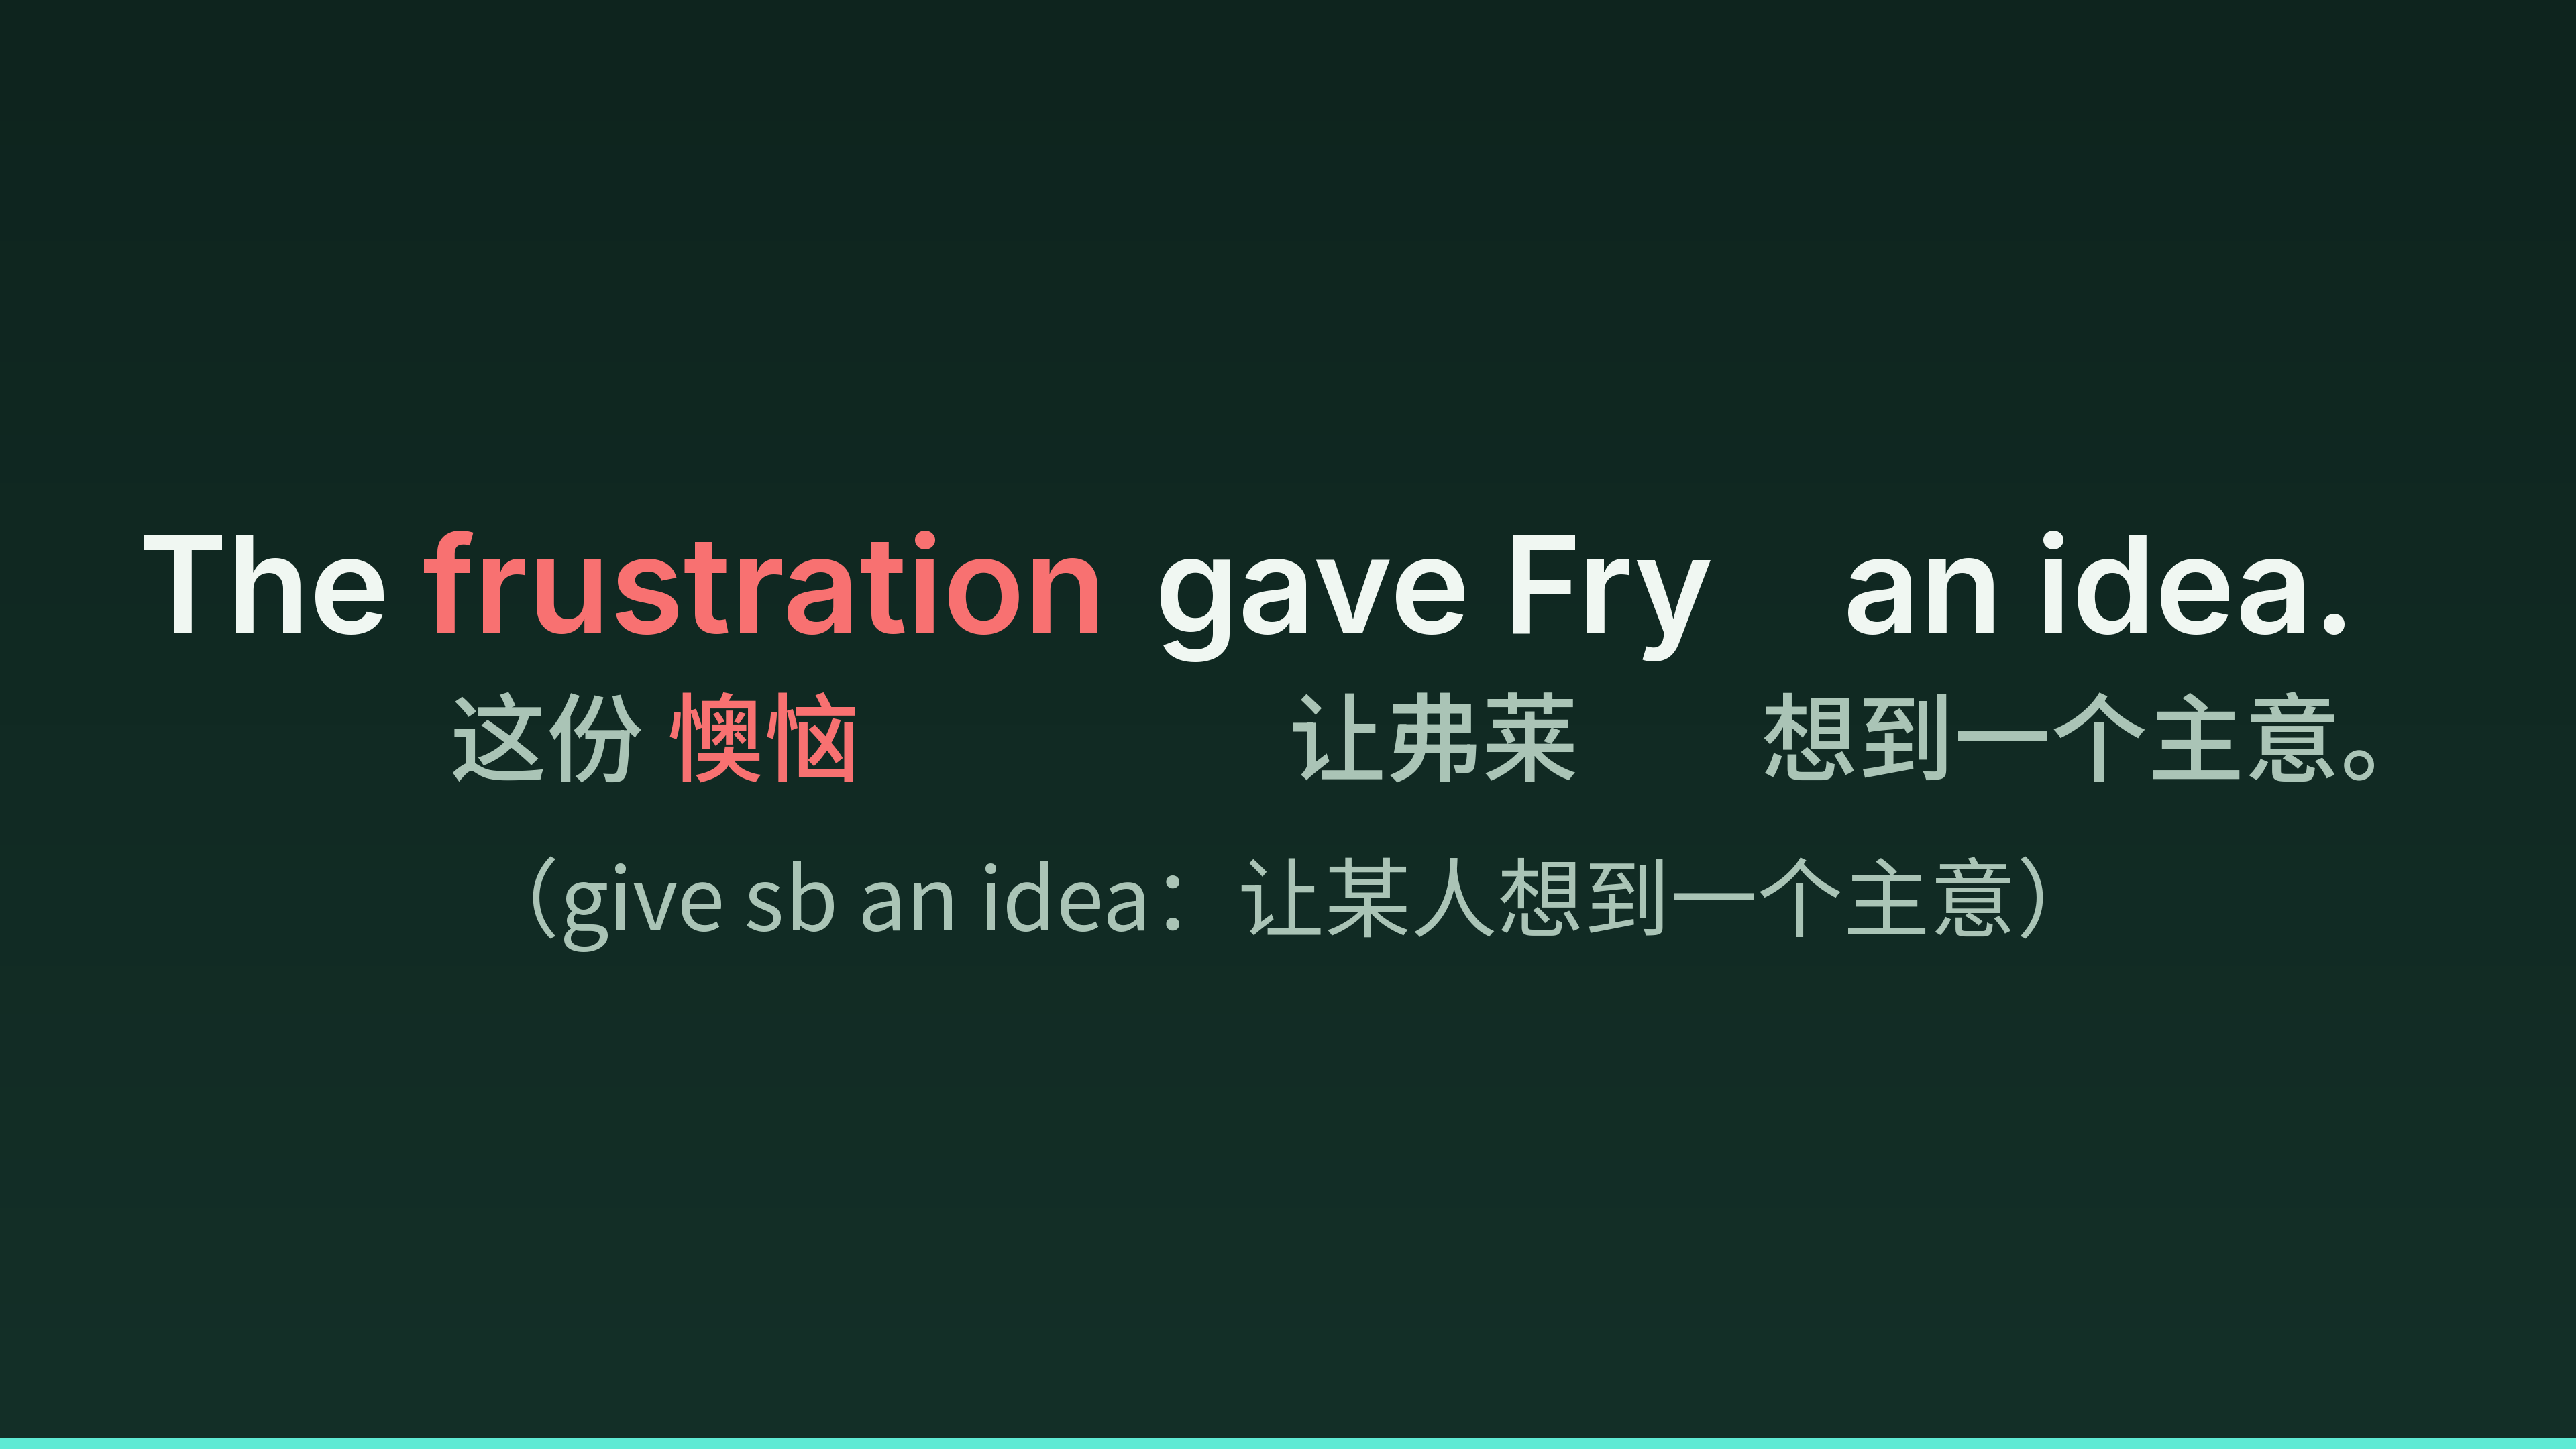 The frustration gave Fry an idea.
这份 懊恼 让弗莱 想到一个主意。
（give sb an idea：让某人想到一个主意）